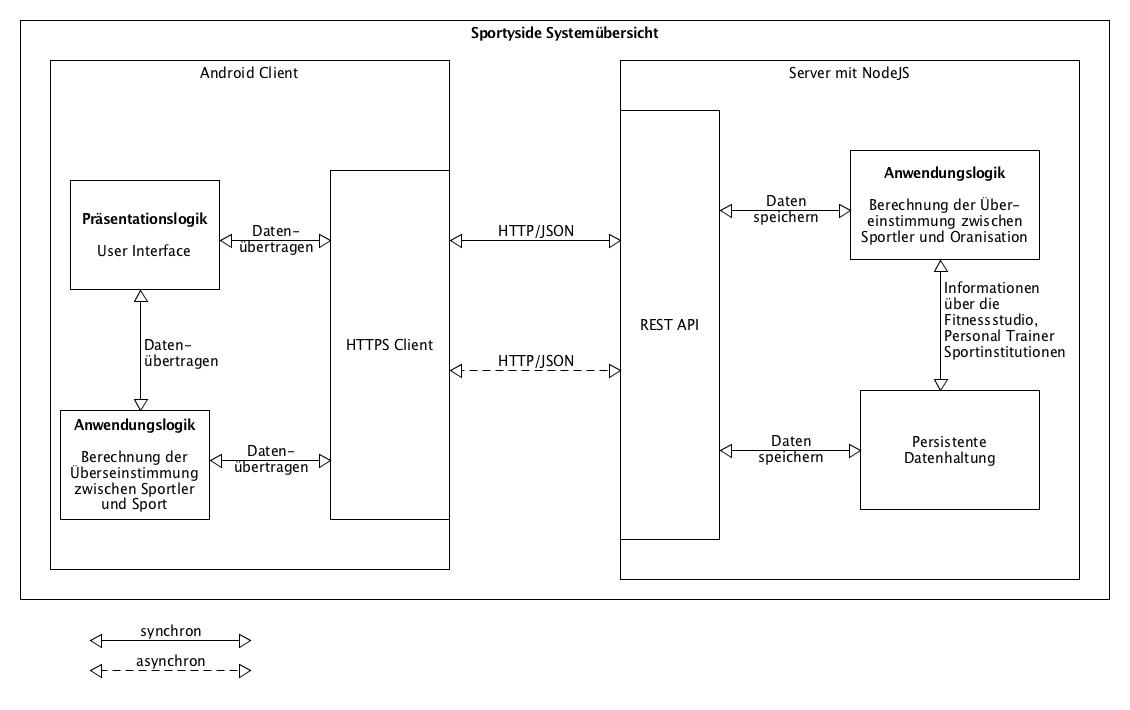 Sportyside Systemübersicht
Android Client
Präsentationslogik
User Interface
Daten-
übertragen
Daten-
übertragen
Anwendungslogik
Berechnung der
Überseinstimmung
zwischen Sportler
und Sport
Daten-
übertragen
HTTPS Client
HTTP/JSON
HTTP/JSON
Server mit NodeJS
REST API
Daten
speichern
Anwendungslogik
Berechnung der Über-
einstimmung zwischen
Sportler und Oranisation
Informationen
über die
Fitnessstudio,
Personal Trainer
Sportinstitutionen
Daten
speichern
Persistente
Datenhaltung
synchron
asynchron